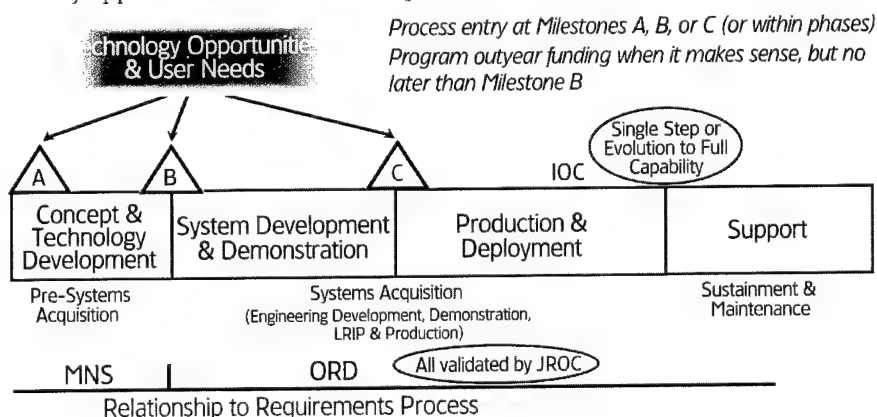 Technology Opportunities
& User Needs
Process entry at Milestones A, B, or C (or within phases)
Program outyear funding when it makes sense, but no
later than Milestone B
Single Step or
Evolution to Full
Capability
A
B
C
IOC
Concept &
Technology
Development
System Development
& Demonstration
Production &
Deployment
Support
Pre-Systems
Acquisition
Systems Acquisition
(Engineering Development, Demonstration,
LRIP & Production)
Sustainment &
Maintenance
MNS
ORD
All validated by JROC
Relationship to Requirements Process